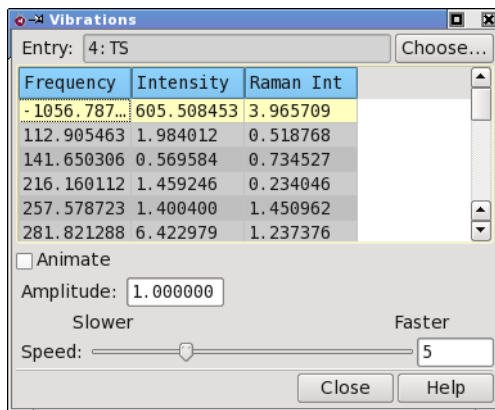 Vibrations
Entry: 4:TS Choose...
Frequency Intensity Raman Int
-1056.787... 605.508453 3.965709
112.905463 1.984012 0.518768
141.650306 0.569584 0.734527
216.160112 1.459246 0.234046
257.578723 1.400400 1.450962
281.821288 6.422979 1.237376
Animate
Amplitude: 1.000000
Slower Faster
Speed: 5
Close Help